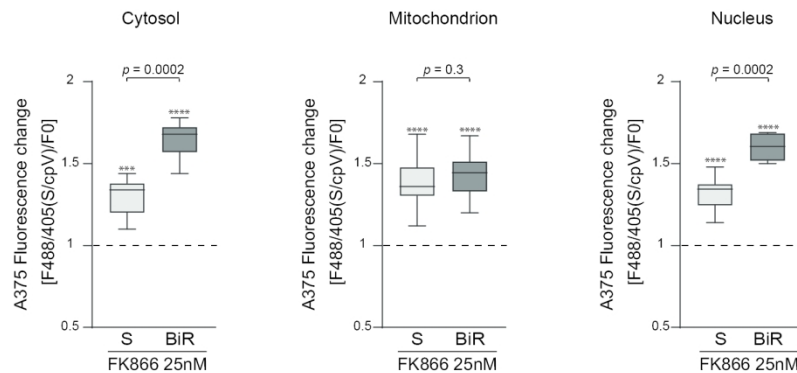 Cytosol
A375 Fluorescence change
[F488/405(S/cpV)/F0]
2
1.5
1
0.5
p = 0.0002
***
****
S BiR
FK866 25nM
Mitochondrion
A375 Fluorescence change
[F488/405(S/cpV)/F0]
2
1.5
1
0.5
p = 0.3
**** ****
S BiR
FK866 25nM
Nucleus
A375 Fluorescence change
[F488/405(S/cpV)/F0]
2
1.5
1
0.5
p = 0.0002
****
****
S BiR
FK866 25nM